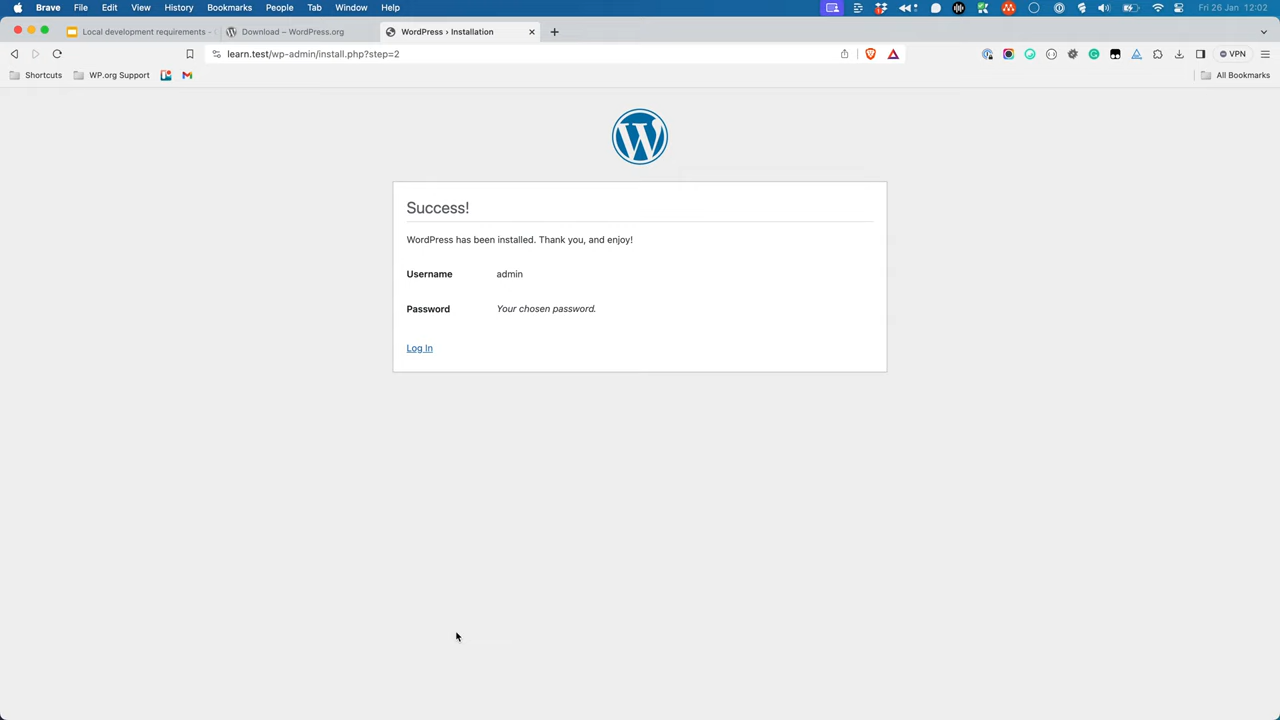 Brave File Edit View History Bookmarks People Tab Window Help Fri 26 Jan 12:02
Local development requirements - Download – WordPress.org WordPress › Installation
learn.test/wp-admin/install.php?step=2 VPN
Shortcuts WP.org Support All Bookmarks
Success!
WordPress has been installed. Thank you, and enjoy!
Username admin
Password Your chosen password.
Log In